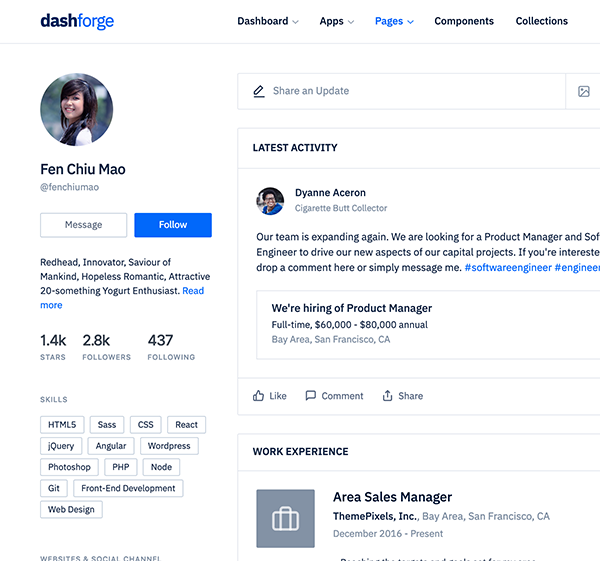 dashforge
Dashboard
Apps
Pages
Components
Collections
Fen Chiu Mao
@fenchiumao
Message
Follow
Redhead, Innovator, Saviour of
Mankind, Hopeless Romantic, Attractive
20-something Yogurt Enthusiast. Read
more
1.4k
STARS
2.8k
FOLLOWERS
437
FOLLOWING
SKILLS
HTML5 Sass CSS React
jQuery Angular Wordpress
Photoshop PHP Node
Git Front-End Development
Web Design
WEBSITES & SOCIAL CHANNEL
Share an Update
LATEST ACTIVITY
Dyanne Aceron
Cigarette Butt Collector
Our team is expanding again. We are looking for a Product Manager and Sof
Engineer to drive our new aspects of our capital projects. If you're intereste
drop a comment here or simply message me. #softwareengineer #engineer
We're hiring of Product Manager
Full-time, $60,000 - $80,000 annual
Bay Area, San Francisco, CA
Like
Comment
Share
WORK EXPERIENCE
Area Sales Manager
ThemePixels, Inc., Bay Area, San Francisco, CA
December 2016 - Present